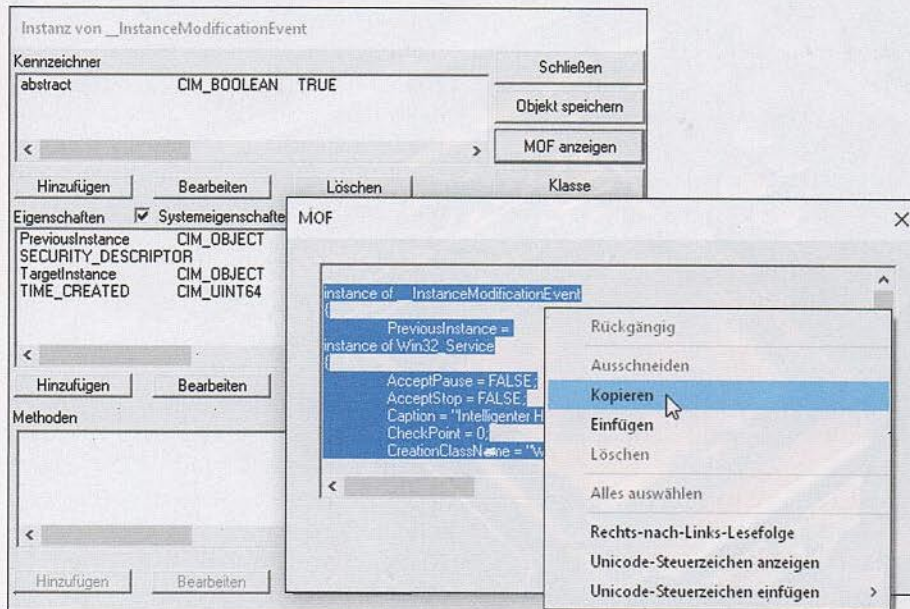 Instanz von __InstanceModificationEvent
Kennzeichner
abstract CIM_BOOLEAN TRUE
Schließen
Objekt speichern
MOF anzeigen
Klasse
Hinzufügen Bearbeiten Löschen
Eigenschaften Systemeigenschafte
PreviousInstance CIM_OBJECT
SECURITY_DESCRIPTOR
TargetInstance CIM_OBJECT
TIME_CREATED CIM_UINT64
Hinzufügen Bearbeiten
Methoden
Hinzufügen Bearbeiten
MOF
instance of __InstanceModificationEvent
{
PreviousInstance =
instance of Win32_Service
{
AcceptPause = FALSE;
AcceptStop = FALSE;
Caption = "Intelligenter H
CheckPoint = 0;
CreationClassName = "W
Rückgängig
Ausschneiden
Kopieren
Einfügen
Löschen
Alles auswählen
Rechts-nach-Links-Lesefolge
Unicode-Steuerzeichen anzeigen
Unicode-Steuerzeichen einfügen